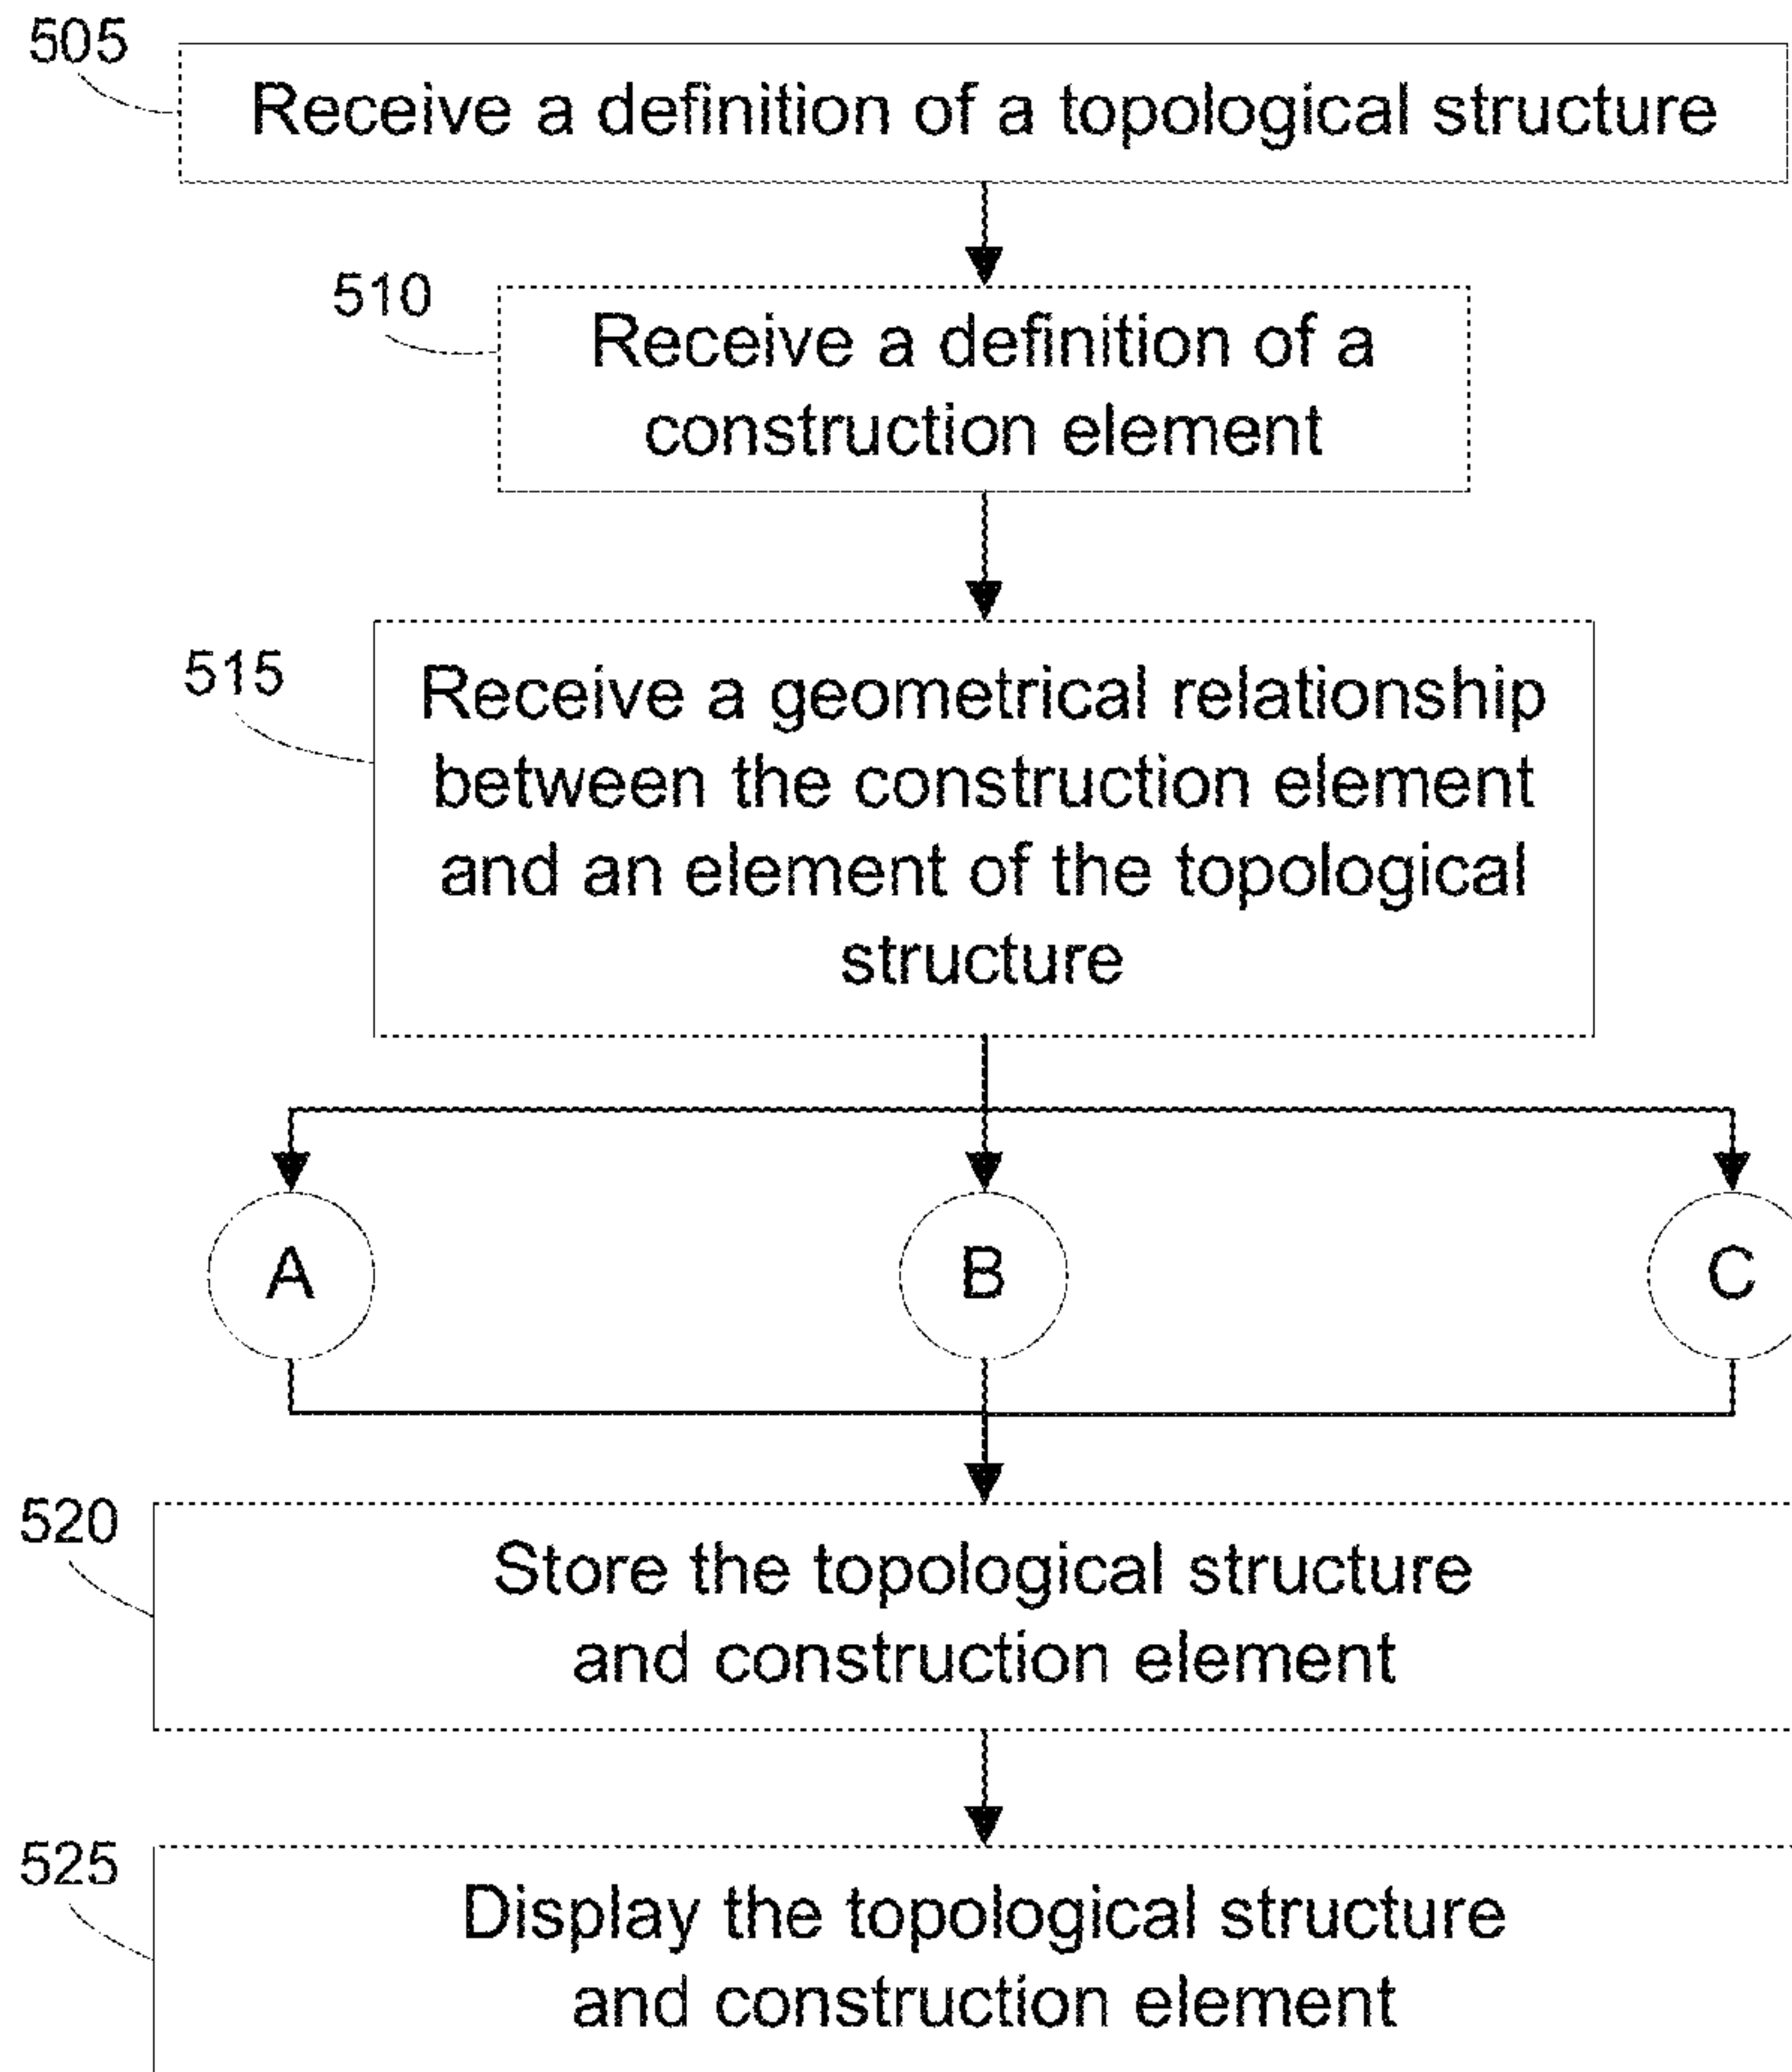 505
Receive a definition of a topological structure
510
Receive a definition of a
construction element
515
Receive a geometrical relationship
between the construction element
and an element of the topological
structure
A
B
C
520
Store the topological structure
and construction element
525
Display the topological structure
and construction element